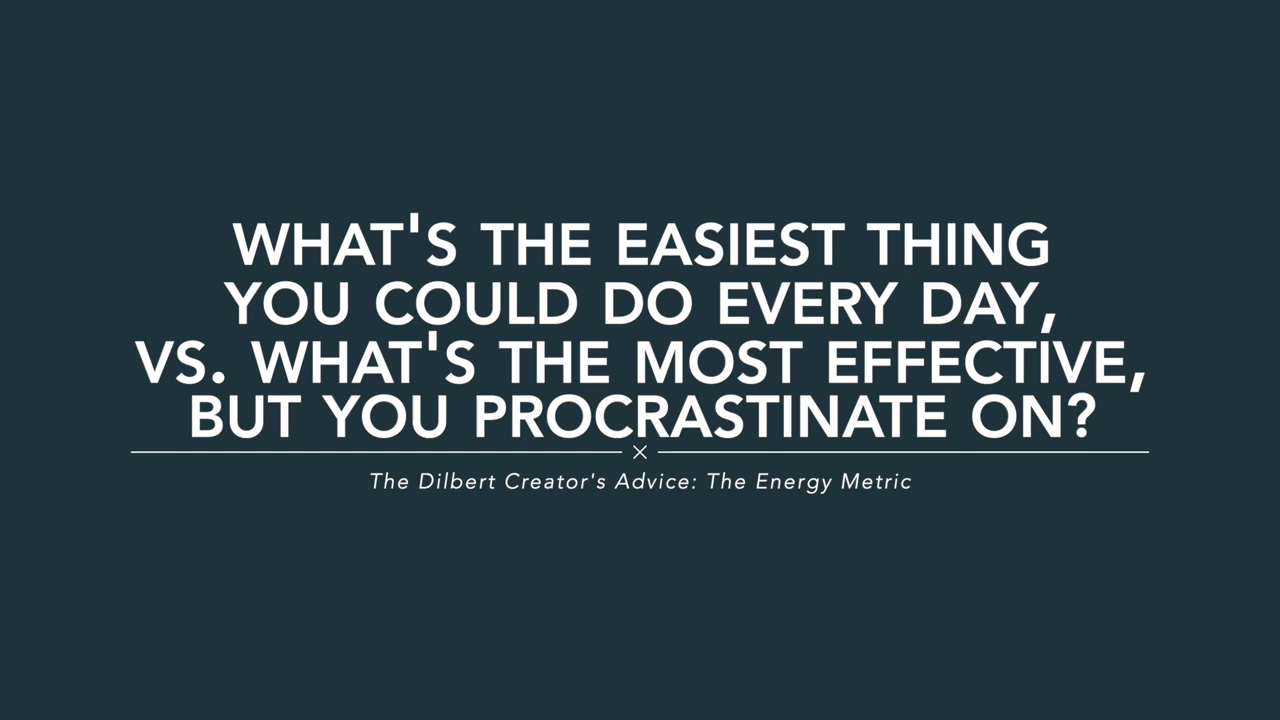 WHAT'S THE EASIEST THING
YOU COULD DO EVERY DAY,
VS. WHAT'S THE MOST EFFECTIVE,
BUT YOU PROCRASTINATE ON?
The Dilbert Creator's Advice: The Energy Metric